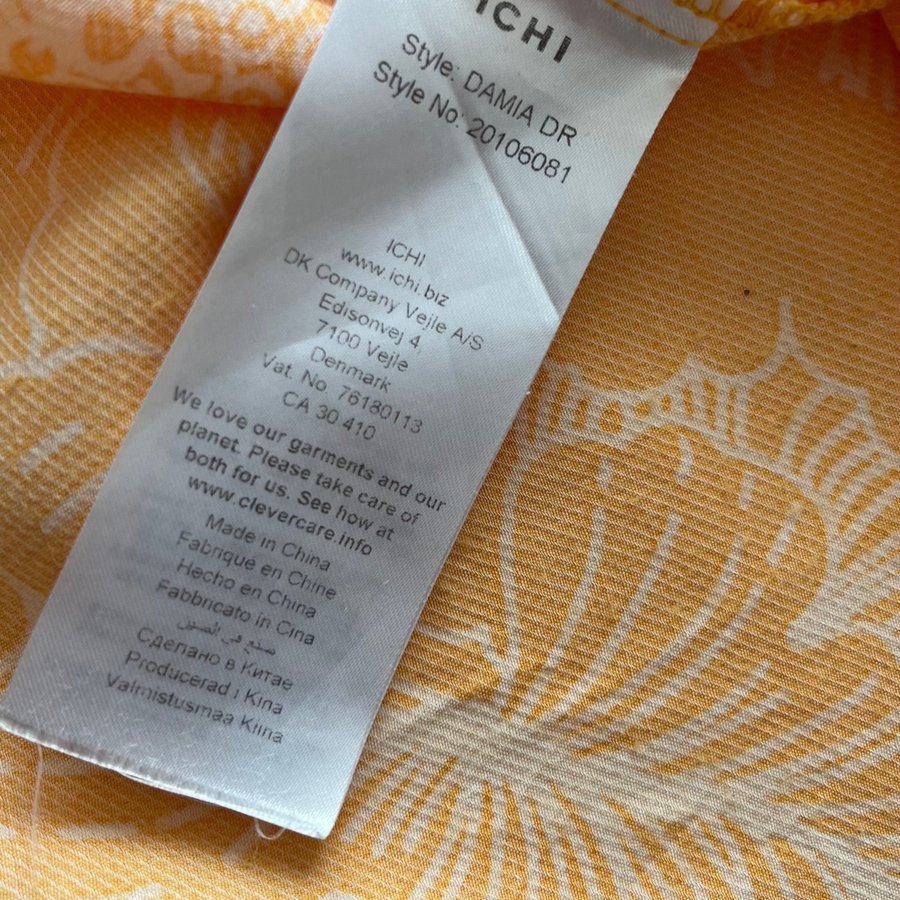 ICHI
Style: DAMIA DR
Style No: 20106081
ICHI
www.ichi.biz
DK Company Vejle A/S
Edisonvej 4,
7100 Vejle
Denmark
Vat. No. 76180113
CA 30 410
We love our garments and our
planet. Please take care of
both for us. See how at
www.clevercare.info
Made in China
Fabriqué en Chine
Hecho en China
Fabbricato in Cina
صنع في الصين
Сделано в Китае
Producerad i Kina
Valmistusmaa Kiina